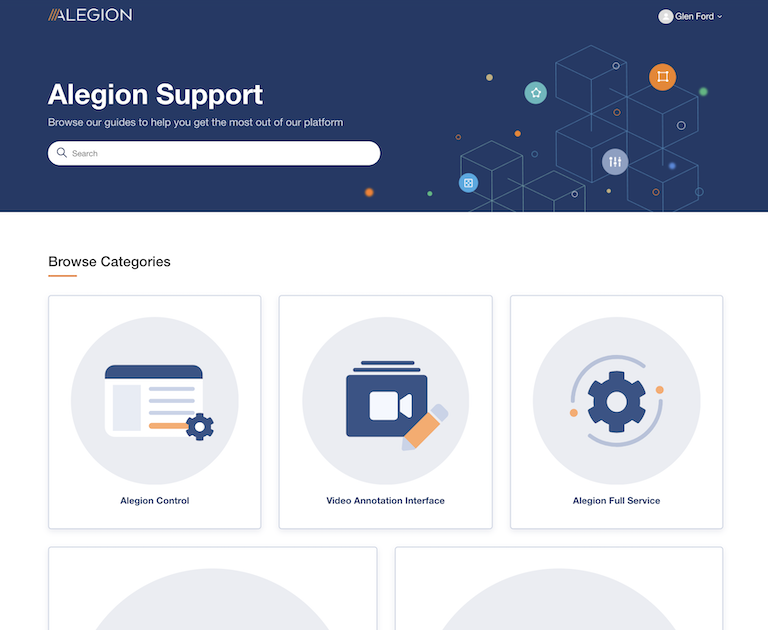 ALEGION
Glen Ford
Alegion Support
Browse our guides to help you get the most out of our platform
Search
Browse Categories
Alegion Control
Video Annotation Interface
Alegion Full Service